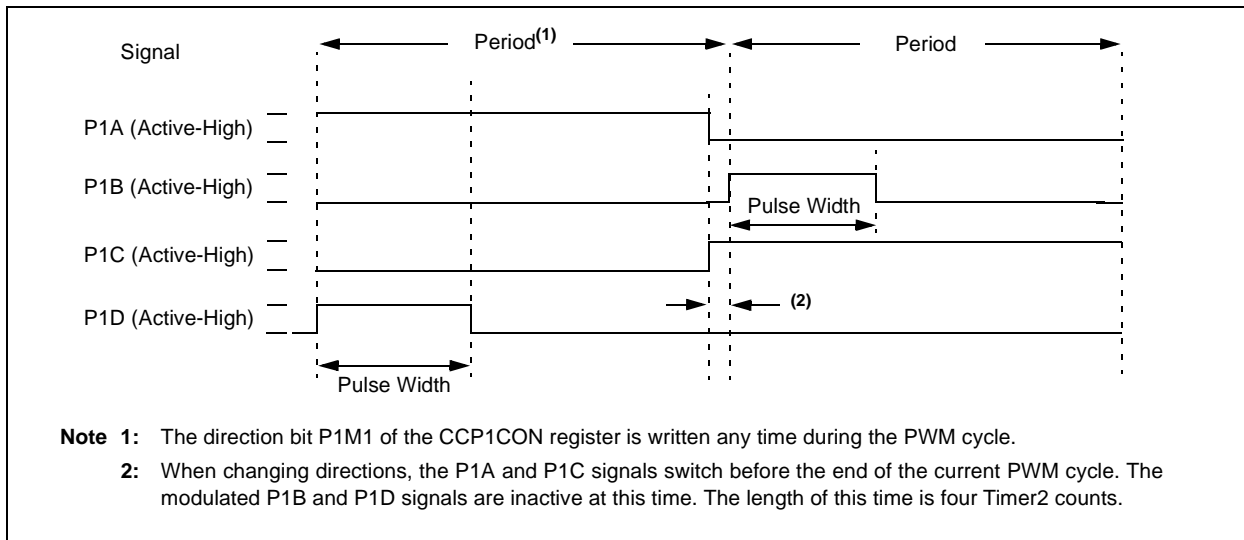 Signal
Period(1)
Period
P1A (Active-High)
P1B (Active-High)
Pulse Width
P1C (Active-High)
(2)
P1D (Active-High)
Pulse Width
Note 1: The direction bit P1M1 of the CCP1CON register is written any time during the PWM cycle.
2: When changing directions, the P1A and P1C signals switch before the end of the current PWM cycle. The
modulated P1B and P1D signals are inactive at this time. The length of this time is four Timer2 counts.